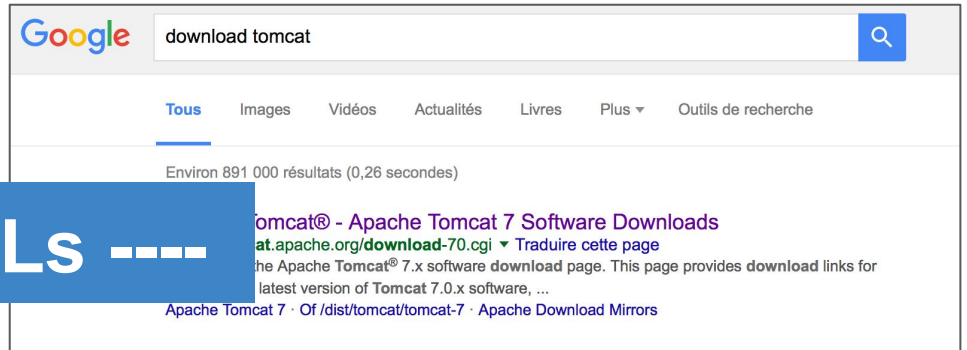 Google download tomcat
Tous Images Vidéos Actualités Livres Plus Outils de recherche
Environ 891 000 résultats (0,26 secondes)
Tomcat® - Apache Tomcat 7 Software Downloads
at.apache.org/download-70.cgi Traduire cette page
Ls ----
the Apache Tomcat® 7.x software download page. This page provides download links for
latest version of Tomcat 7.0.x software, ...
Apache Tomcat 7 · Of /dist/tomcat/tomcat-7 · Apache Download Mirrors